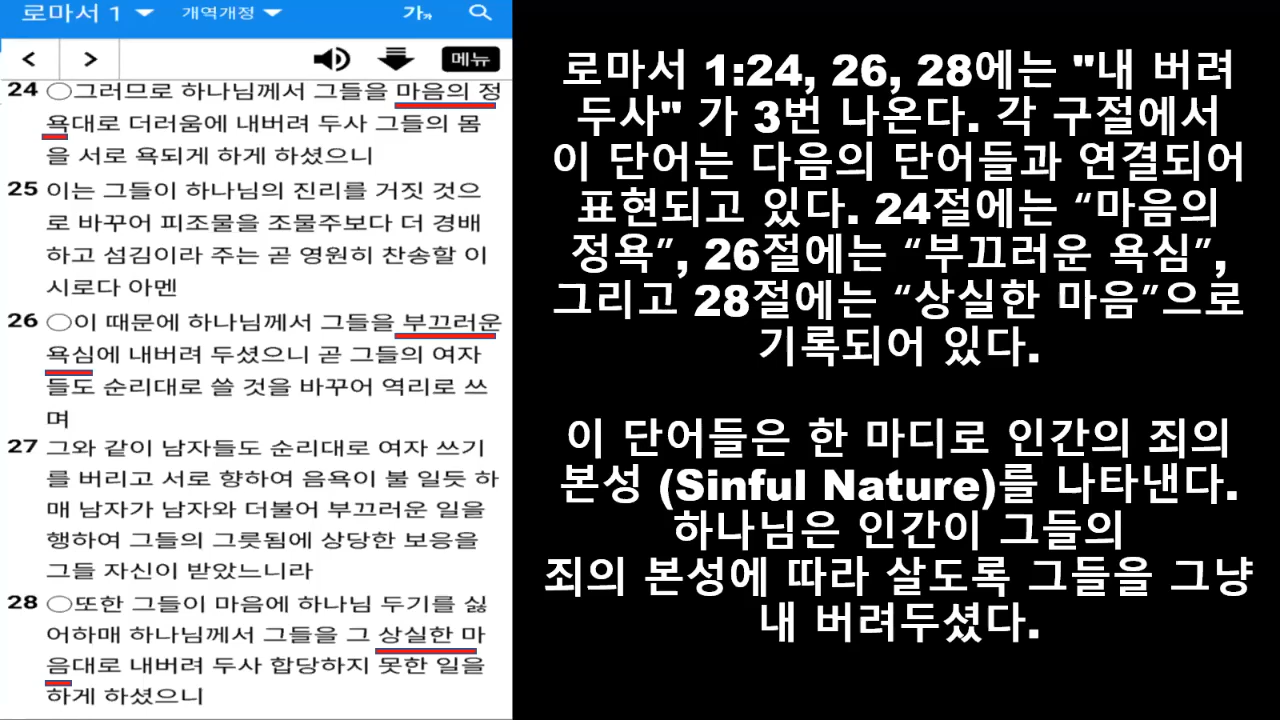 로마서 1 개역개정 가가
메뉴
24 ○그러므로 하나님께서 그들을 마음의 정
욕대로 더러움에 내버려 두사 그들의 몸
을 서로 욕되게 하게 하셨으니
25 이는 그들이 하나님의 진리를 거짓 것으
로 바꾸어 피조물을 조물주보다 더 경배
하고 섬김이라 주는 곧 영원히 찬송할 이
시로다 아멘
26 ○이 때문에 하나님께서 그들을 부끄러운
욕심에 내버려 두셨으니 곧 그들의 여자
들도 순리대로 쓸 것을 바꾸어 역리로 쓰
며
27 그와 같이 남자들도 순리대로 여자 쓰기
를 버리고 서로 향하여 음욕이 불 일듯 하
매 남자가 남자와 더불어 부끄러운 일을
행하여 그들의 그릇됨에 상당한 보응을
그들 자신이 받았느니라
28 ○또한 그들이 마음에 하나님 두기를 싫
어하매 하나님께서 그들을 그 상실한 마
음대로 내버려 두사 합당하지 못한 일을
하게 하셨으니
로마서 1:24, 26, 28에는 "내 버려
두사" 가 3번 나온다. 각 구절에서
이 단어는 다음의 단어들과 연결되어
표현되고 있다. 24절에는 “마음의
정욕”, 26절에는 “부끄러운 욕심”,
그리고 28절에는 “상실한 마음”으로
기록되어 있다.
이 단어들은 한 마디로 인간의 죄의
본성 (Sinful Nature)를 나타낸다.
하나님은 인간이 그들의
죄의 본성에 따라 살도록 그들을 그냥
내 버려두셨다.